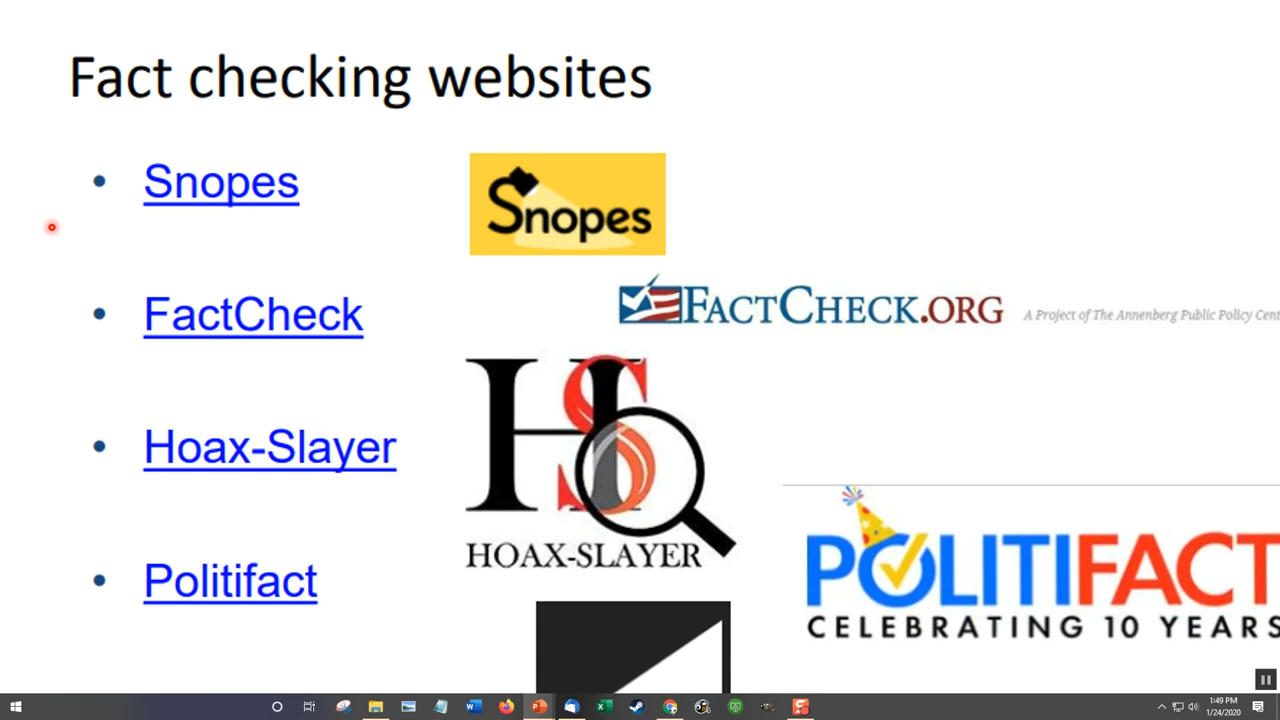 Fact checking websites
• Snopes
Snopes
• FactCheck
FACTCHECK.ORG A Project of The Annenberg Public Policy Cent
• Hoax-Slayer
HS
HOAX-SLAYER
POLITIFACT
CELEBRATING 10 YEARS
• Politifact
1:49 PM
1/24/2020